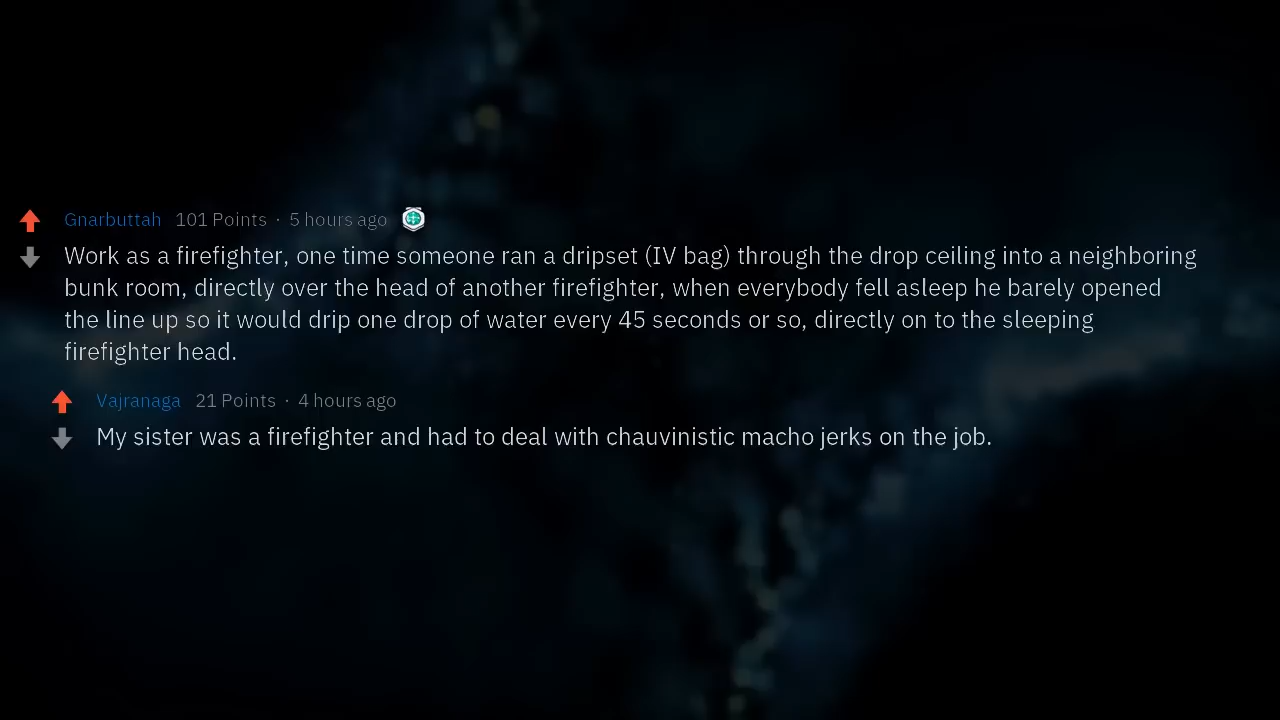 Gnarbuttah 101 Points · 5 hours ago
Work as a firefighter, one time someone ran a dripset (IV bag) through the drop ceiling into a neighboring
bunk room, directly over the head of another firefighter, when everybody fell asleep he barely opened
the line up so it would drip one drop of water every 45 seconds or so, directly on to the sleeping
firefighter head.
Vajranaga 21 Points · 4 hours ago
My sister was a firefighter and had to deal with chauvinistic macho jerks on the job.